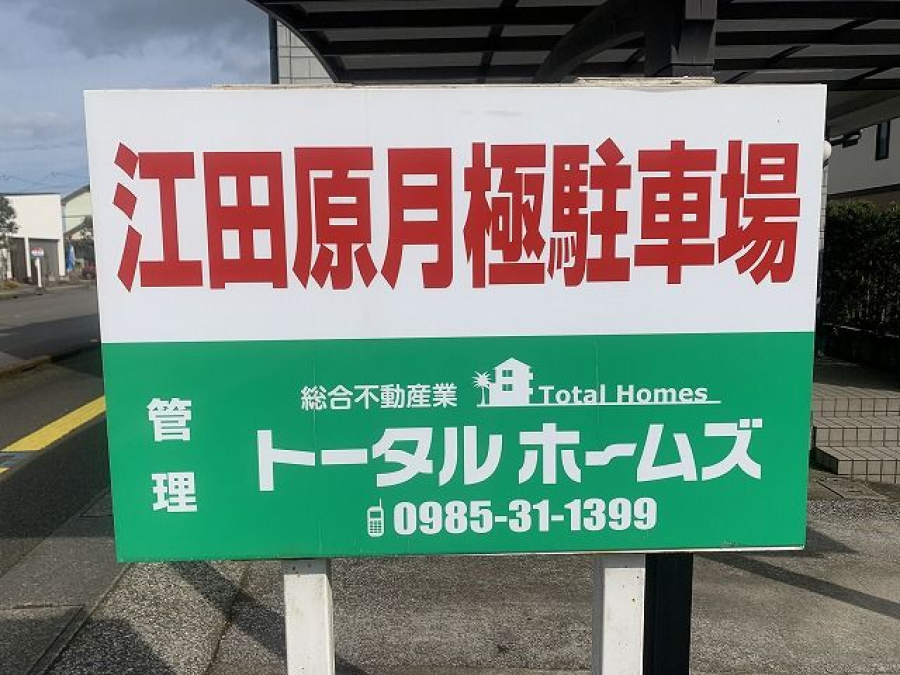 江田原月極駐車場
管理
総合不動産業 Total Homes
トータルホームズ
0985-31-1399